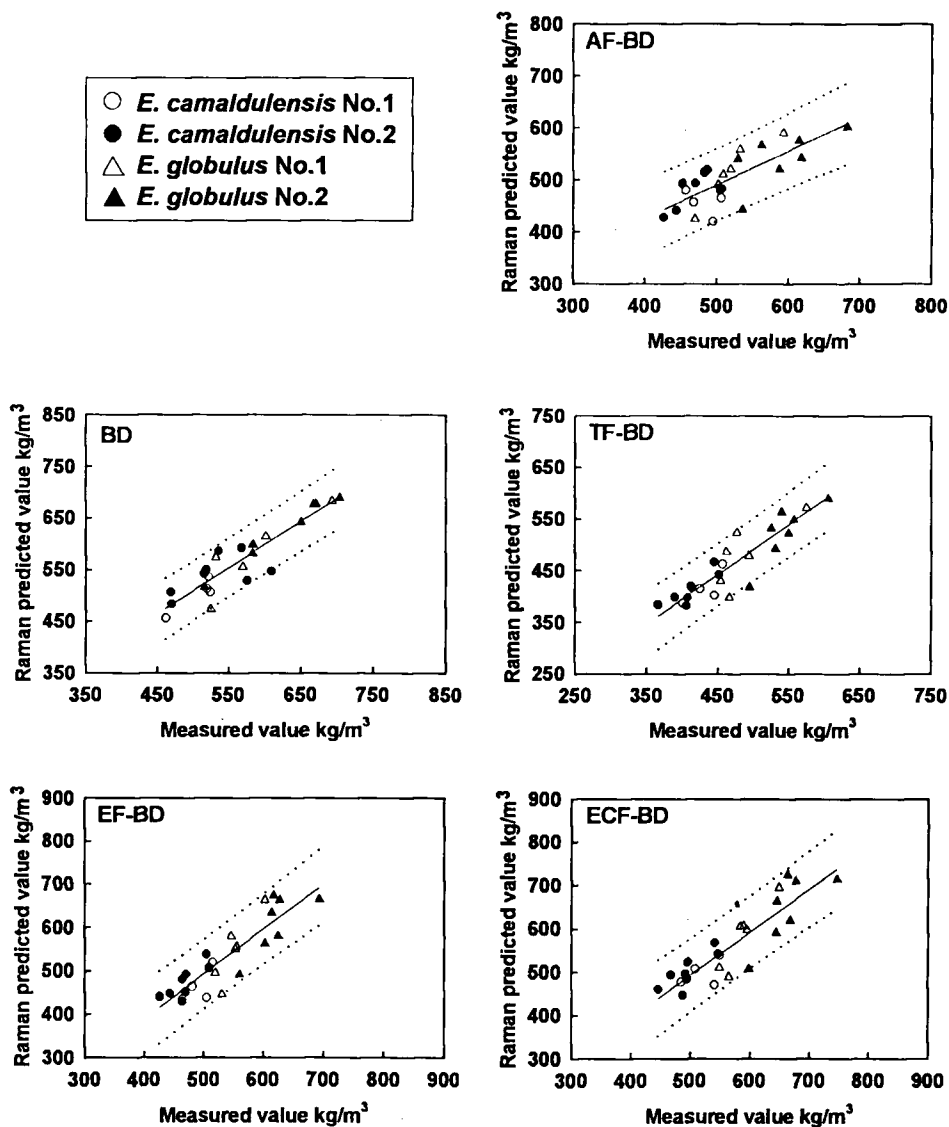 E. camaldulensis No.1
E. camaldulensis No.2
E. globulus No.1
E. globulus No.2
AF-BD
Raman predicted value kg/m³
800
700
600
500
400
300
300 400 500 600 700 800
Measured value kg/m³
BD
Raman predicted value kg/m³
850
750
650
550
450
350
350 450 550 650 750 850
Measured value kg/m³
TF-BD
Raman predicted value kg/m³
750
650
550
450
350
250
250 350 450 550 650 750
Measured value kg/m³
EF-BD
Raman predicted value kg/m³
900
800
700
600
500
400
300
300 400 500 600 700 800 900
Measured value kg/m³
ECF-BD
Raman predicted value kg/m³
900
800
700
600
500
400
300
300 400 500 600 700 800 900
Measured value kg/m³